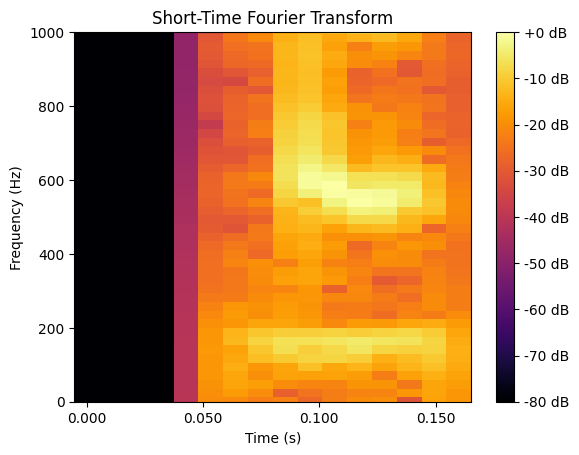 Short-Time Fourier Transform
1000
800
600
400
200
0
Frequency (Hz)
0.000
0.050
0.100
0.150
Time (s)
+0 dB
-10 dB
-20 dB
-30 dB
-40 dB
-50 dB
-60 dB
-70 dB
-80 dB